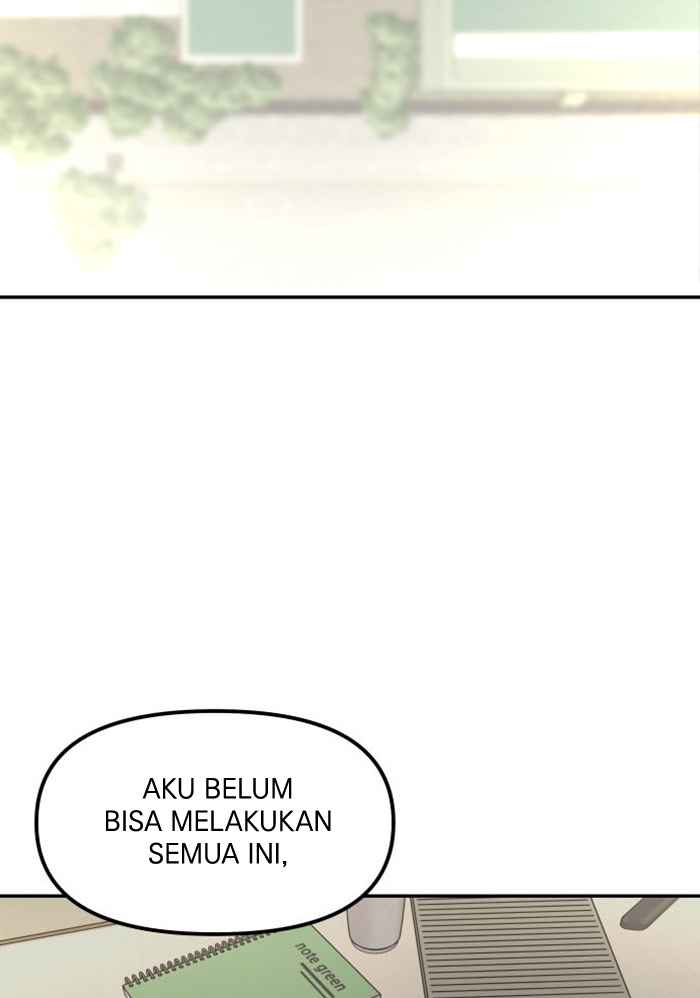 AKU BELUM
BISA MELAKUKAN
SEMUA INI,
note green